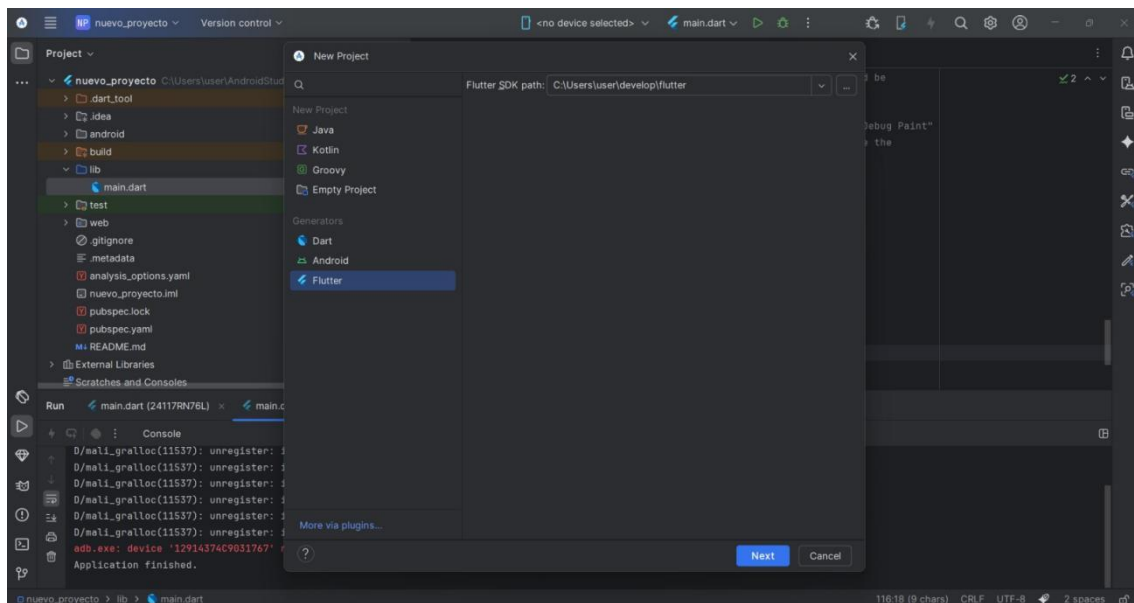 NP nuevo_proyecto Version control <no device selected> main.dart
Project
nuevo_proyecto C:\Users\user\AndroidStud
.dart_tool
.idea
android
build
lib
main.dart
test
web
.gitignore
.metadata
analysis_options.yaml
nuevo_proyecto.iml
pubspec.lock
pubspec.yaml
M↓ README.md
External Libraries
Scratches and Consoles
New Project
Flutter SDK path: C:\Users\user\develop\flutter
New Project
Java
Kotlin
Groovy
Empty Project
Generators
Dart
Android
Flutter
More via plugins...
? Next Cancel
be
2
Debug Paint"
the
Run main.dart (24117RN76L) main.d
Console
D/mali_gralloc(11537): unregister:
D/mali_gralloc(11537): unregister:
D/mali_gralloc(11537): unregister:
D/mali_gralloc(11537): unregister:
D/mali_gralloc(11537): unregister:
D/mali_gralloc(11537): unregister:
adb.exe: device '12914374C9031767'
Application finished.
nuevo_proyecto > lib > main.dart 116:18 (9 chars) CRLF UTF-8 2 spaces